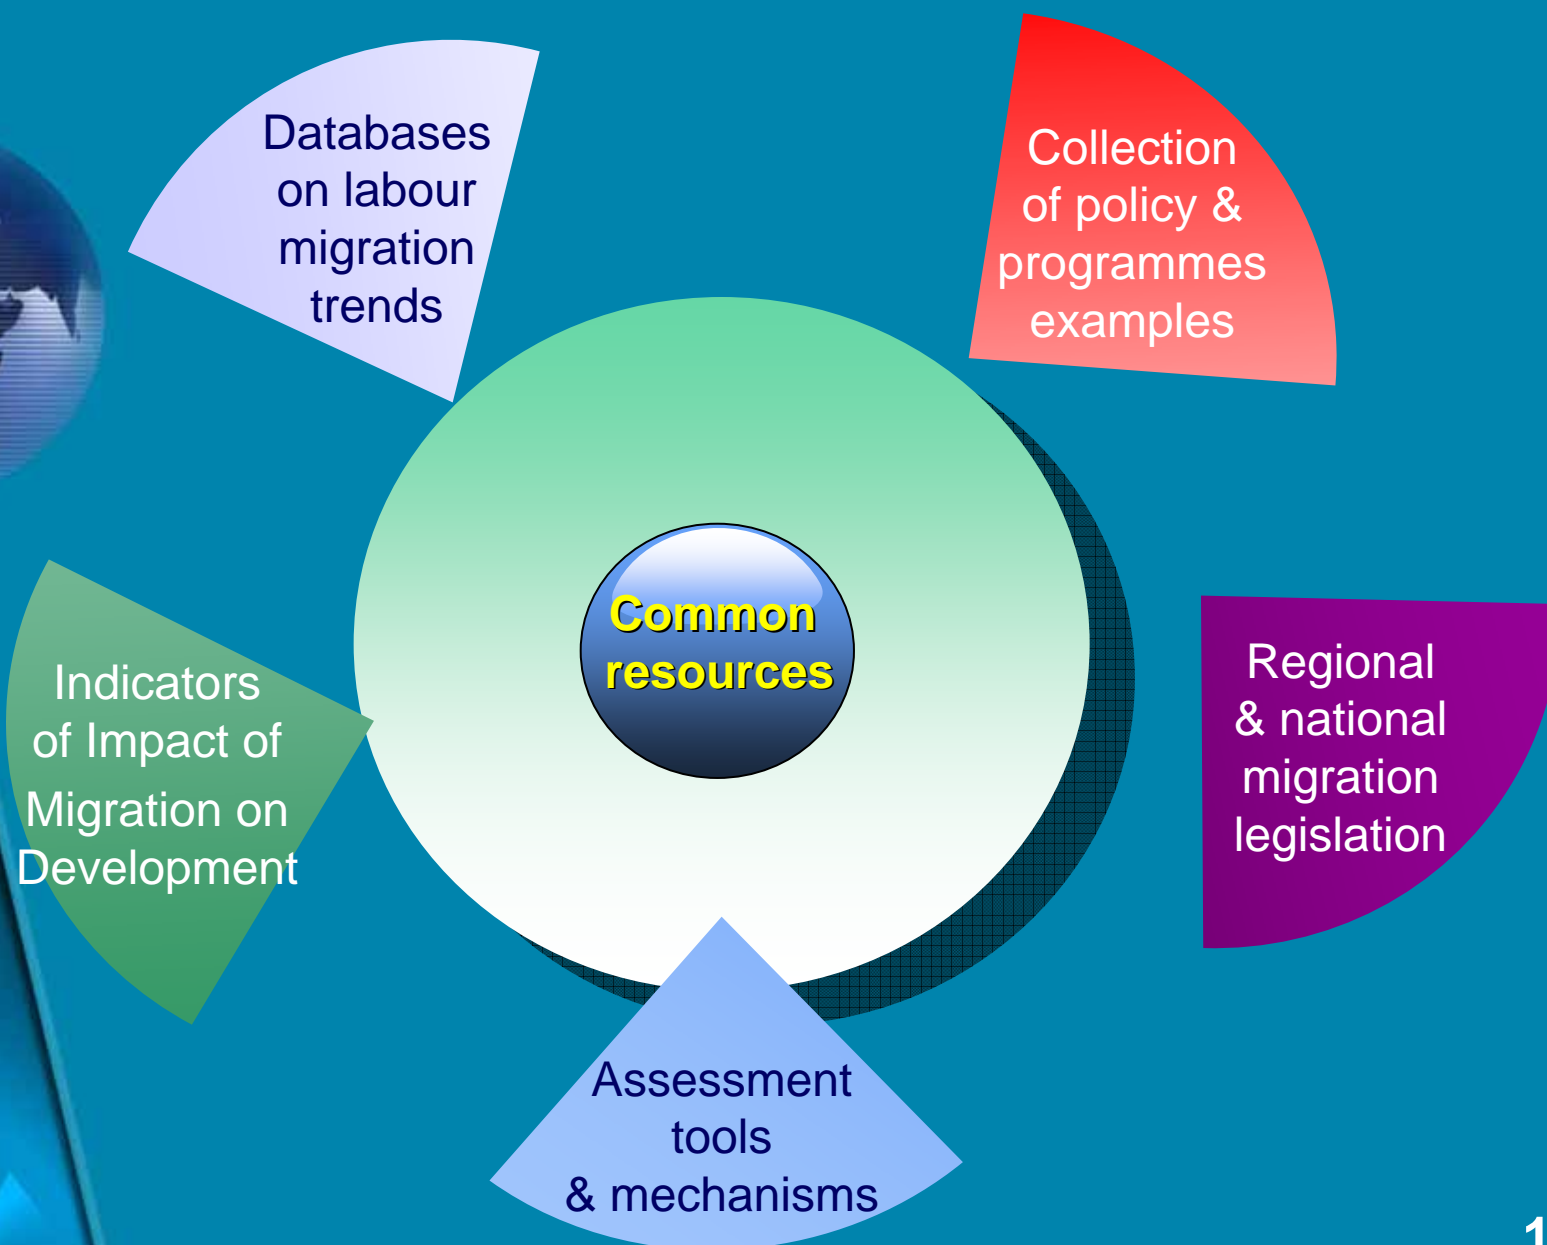 Databases
on labour
migration
trends
Collection
of policy &
programmes
examples
Common
resources
Regional
& national
migration
legislation
Indicators
of Impact of
Migration on
Development
Assessment
tools
& mechanisms